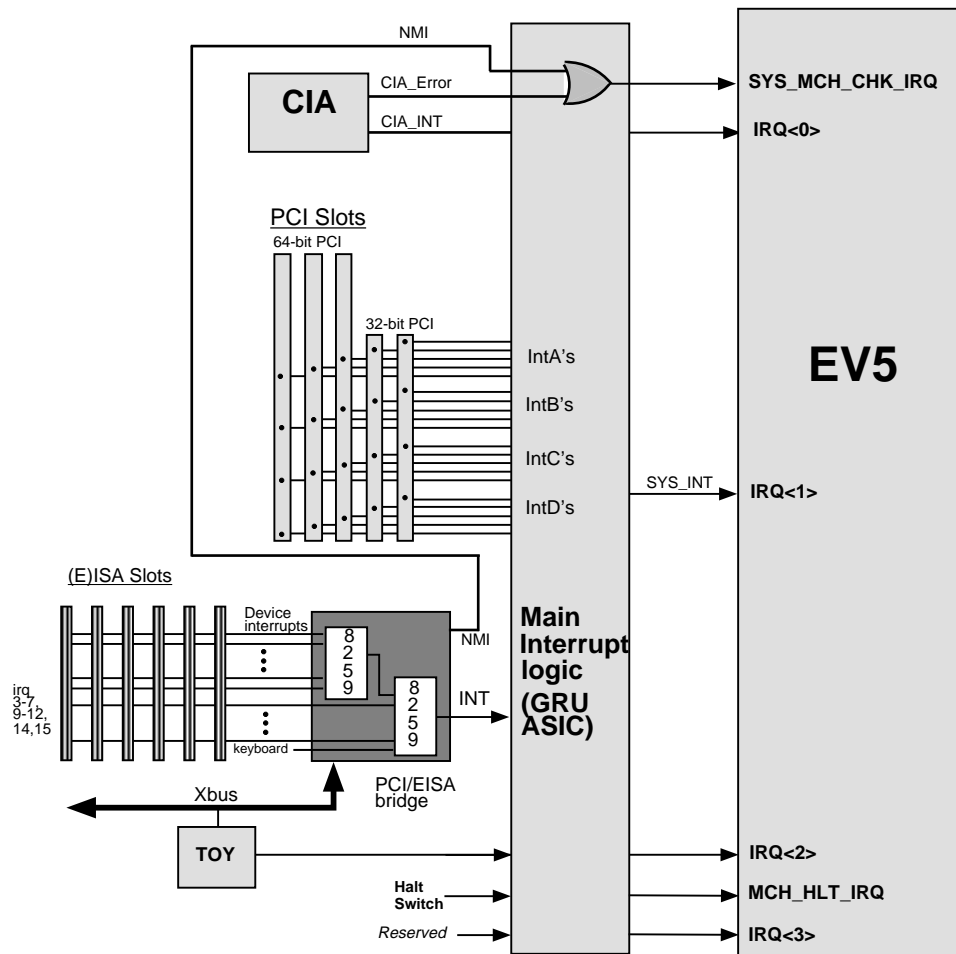 NMI
CIA
CIA_Error
CIA_INT
SYS_MCH_CHK_IRQ
IRQ<0>
PCI Slots
64-bit PCI
32-bit PCI
IntA's
IntB's
IntC's
IntD's
EV5
SYS_INT
IRQ<1>
(E)ISA Slots
Device
interrupts
8
2
5
9
8
2
5
9
NMI
INT
irq
3-7,
9-12,
14,15
keyboard
Main
Interrupt
logic
(GRU
ASIC)
PCI/EISA
bridge
Xbus
TOY
IRQ<2>
Halt
Switch
MCH_HLT_IRQ
Reserved
IRQ<3>